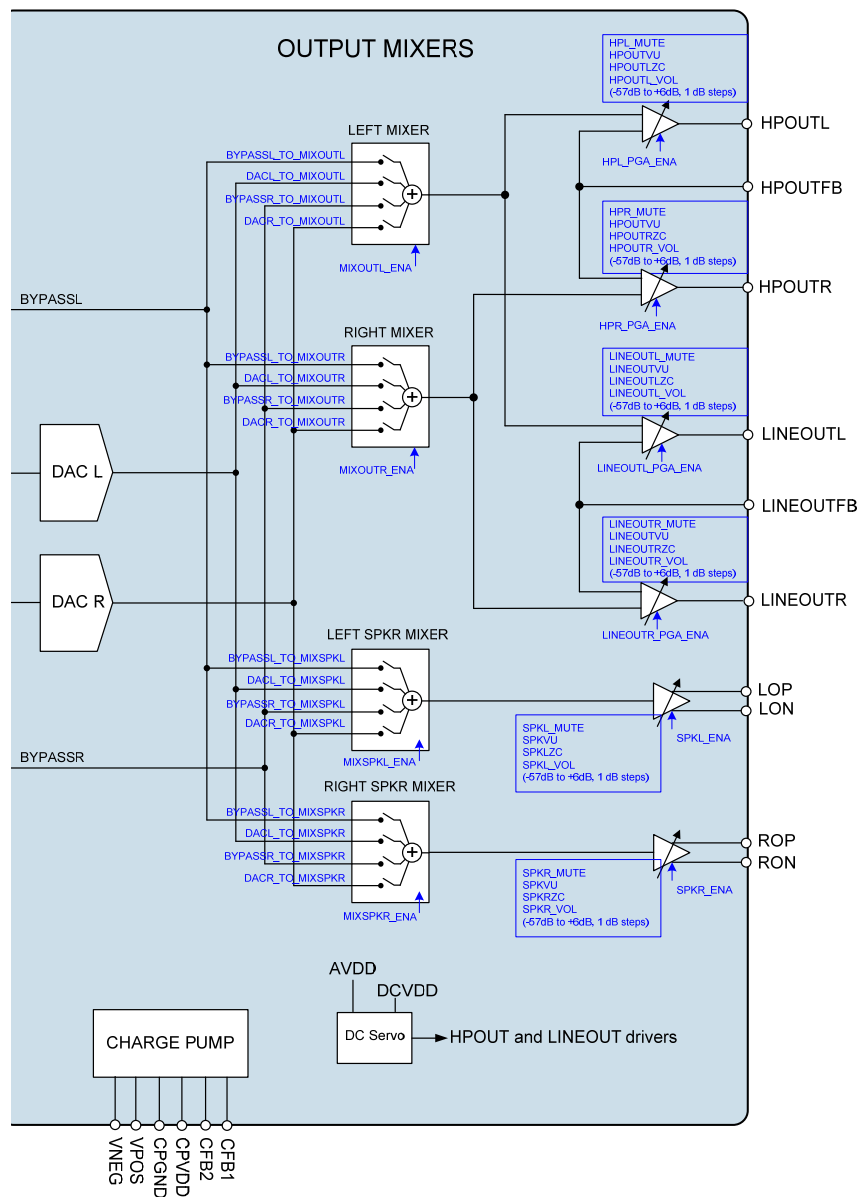 OUTPUT MIXERS
HPL_MUTE
HPOUTVU
HPOUTLZC
HPOUTL_VOL
(-57dB to +6dB, 1 dB steps)
HPOUTL
HPL_PGA_ENA
HPOUTFB
HPR_MUTE
HPOUTVU
HPOUTRZC
HPOUTR_VOL
(-57dB to +6dB, 1 dB steps)
HPOUTR
HPR_PGA_ENA
LEFT MIXER
BYPASSL_TO_MIXOUTL
DACL_TO_MIXOUTL
BYPASSR_TO_MIXOUTL
DACR_TO_MIXOUTL
MIXOUTL_ENA
BYPASSL
RIGHT MIXER
BYPASSL_TO_MIXOUTR
DACL_TO_MIXOUTR
BYPASSR_TO_MIXOUTR
DACR_TO_MIXOUTR
MIXOUTR_ENA
LINEOUTL_MUTE
LINEOUTVU
LINEOUTLZC
LINEOUTL_VOL
(-57dB to +6dB, 1 dB steps)
LINEOUTL
LINEOUTL_PGA_ENA
LINEOUTFB
DAC L
LINEOUTR_MUTE
LINEOUTVU
LINEOUTRZC
LINEOUTR_VOL
(-57dB to +6dB, 1 dB steps)
LINEOUTR
LINEOUTR_PGA_ENA
DAC R
LEFT SPKR MIXER
BYPASSL_TO_MIXSPKL
DACL_TO_MIXSPKL
BYPASSR_TO_MIXSPKL
DACR_TO_MIXSPKL
MIXSPKL_ENA
LOP
LON
SPKL_ENA
SPKL_MUTE
SPKVU
SPKLZC
SPKL_VOL
(-57dB to +6dB, 1 dB steps)
BYPASSR
RIGHT SPKR MIXER
BYPASSL_TO_MIXSPKR
DACL_TO_MIXSPKR
BYPASSR_TO_MIXSPKR
DACR_TO_MIXSPKR
MIXSPKR_ENA
ROP
RON
SPKR_ENA
SPKR_MUTE
SPKVU
SPKRZC
SPKR_VOL
(-57dB to +6dB, 1 dB steps)
AVDD
DCVDD
DC Servo
HPOUT and LINEOUT drivers
CHARGE PUMP
VNEG
VPOS
CPGND
CPVDD
CFB2
CFB1